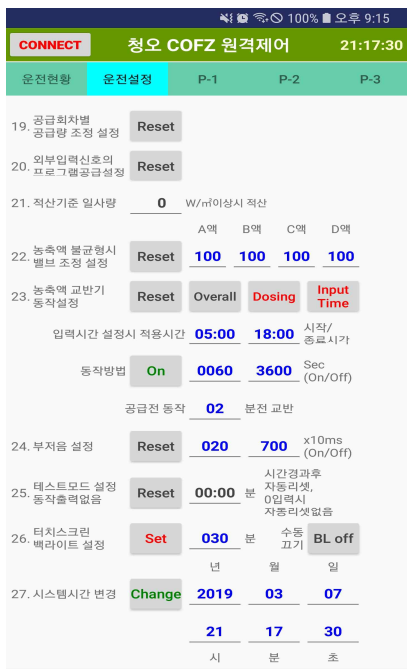 100% 오후 9:15
CONNECT 청오 COFZ 원격제어 21:17:30
운전현황 운전설정 P-1 P-2 P-3
19. 공급회차별
공급량 조정 설정 Reset
20. 외부입력신호의
프로그램공급설정 Reset
21. 적산기준 일사량 0 W/㎡이상시 적산
A액 B액 C액 D액
22. 농축액 불균형시
밸브 조정 설정 Reset 100 100 100 100
23. 농축액 교반기
동작설정 Reset Overall Dosing Input
Time
입력시간 설정시 적용시간 05:00 18:00 시작/
종료시간
동작방법 On 0060 3600 Sec
(On/Off)
공급전 동작 02 분전 교반
24. 부저음 설정 Reset 020 700 x10ms
(On/Off)
25. 테스트모드 설정
동작출력없음 Reset 00:00 분 시간경과후
자동리셋,
0입력시
자동리셋없음
26. 터치스크린
백라이트 설정 Set 030 분 수동
끄기 BL off
년 월 일
27. 시스템시간 변경 Change 2019 03 07
21 17 30
시 분 초